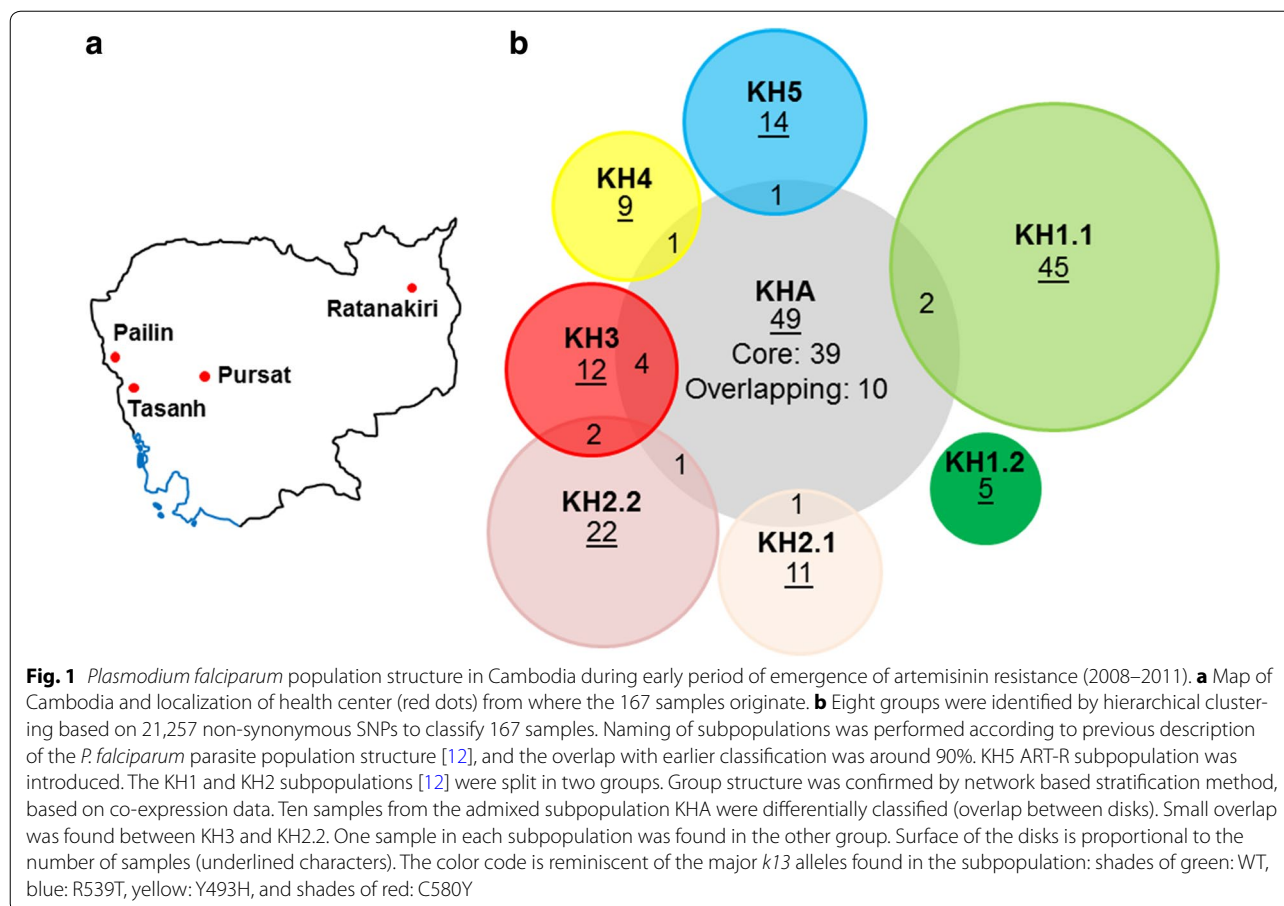 a
b
Ratanakiri
Pailin
Pursat
Tasanh
KH5
14
1
KH4
9
1
KH1.1
45
2
KHA
49
Core: 39
Overlapping: 10
KH3
12
4
2
1
KH1.2
5
KH2.2
22
1
KH2.1
11
Fig. 1 Plasmodium falciparum population structure in Cambodia during early period of emergence of artemisinin resistance (2008–2011). a Map of
Cambodia and localization of health center (red dots) from where the 167 samples originate. b Eight groups were identified by hierarchical cluster-
ing based on 21,257 non-synonymous SNPs to classify 167 samples. Naming of subpopulations was performed according to previous description
of the P. falciparum parasite population structure [12], and the overlap with earlier classification was around 90%. KH5 ART-R subpopulation was
introduced. The KH1 and KH2 subpopulations [12] were split in two groups. Group structure was confirmed by network based stratification method,
based on co-expression data. Ten samples from the admixed subpopulation KHA were differentially classified (overlap between disks). Small overlap
was found between KH3 and KH2.2. One sample in each subpopulation was found in the other group. Surface of the disks is proportional to the
number of samples (underlined characters). The color code is reminiscent of the major k13 alleles found in the subpopulation: shades of green: WT,
blue: R539T, yellow: Y493H, and shades of red: C580Y